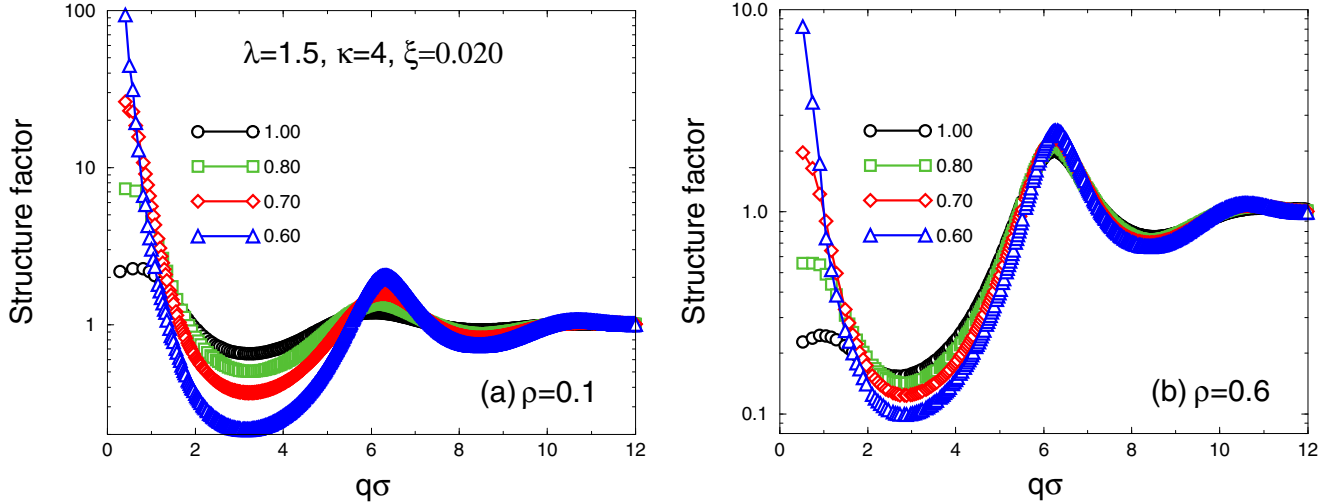 100
10
1
Structure factor
λ=1.5, κ=4, ξ=0.020
1.00
0.80
0.70
0.60
(a) ρ=0.1
0 2 4 6 8 10 12
qσ
10.0
1.0
0.1
Structure factor
1.00
0.80
0.70
0.60
(b) ρ=0.6
0 2 4 6 8 10 12
qσ